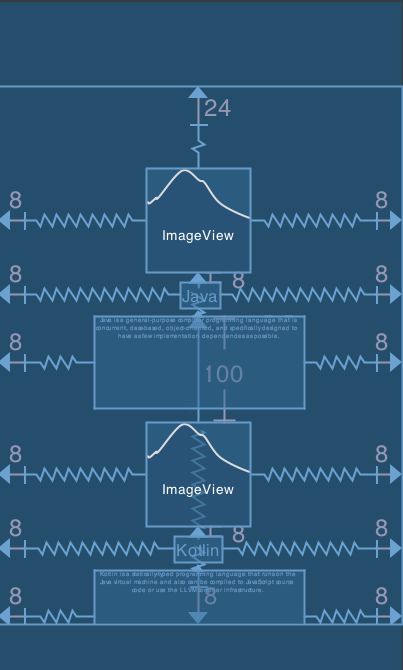 24
8
8
ImageView
8
8
8
Java
Java is a general-purpose computer programming language that is
concurrent, class-based, object-oriented, and specifically designed to
have as few implementation dependencies as possible.
8
8
100
8
8
ImageView
8
8
8
Kotlin
Kotlin is a statically typed programming language that runs on the
Java virtual machine and also can be compiled to JavaScript source
code or use the LLVM compiler infrastructure.
8
8
8